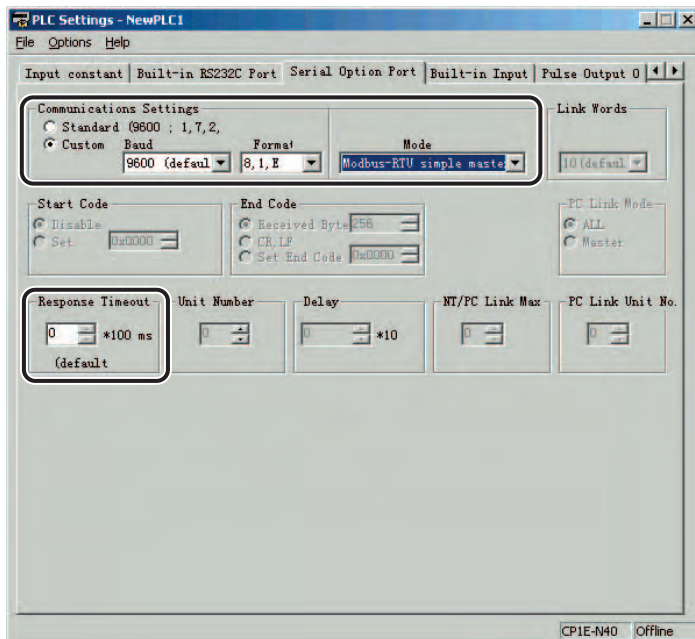 PLC Settings - NewPLC1
File Options Help
Input constant Built-in RS232C Port Serial Option Port Built-in Input Pulse Output 0
Communications Settings
Standard (9600 ; 1,7,2,
Custom Baud Format Mode
9600 (defaul 8,1,E Modbus-RTU simple maste
Link Words
10 (defaul
Start Code
Disable
Set 0x0000
End Code
Received Byte 256
CR,LF
Set End Code 0x0000
PC Link Mode
ALL
Master
Response Timeout
0 *100 ms
(default
Unit Number
0
Delay
0 *10
NT/PC Link Max
0
PC Link Unit No.
0
CP1E-N40 Offline